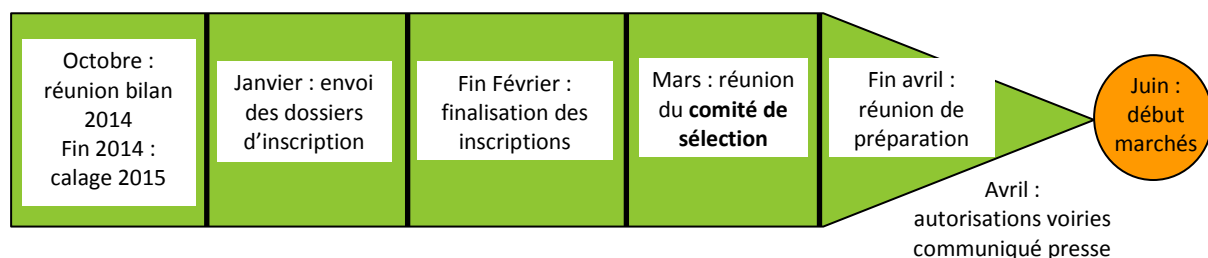 Octobre :
réunion bilan
2014
Fin 2014 :
calage 2015
Janvier : envoi
des dossiers
d’inscription
Fin Février :
finalisation des
inscriptions
Mars : réunion
du comité de
sélection
Fin avril :
réunion de
préparation
Avril :
autorisations voiries
communiqué presse
Juin :
début
marchés